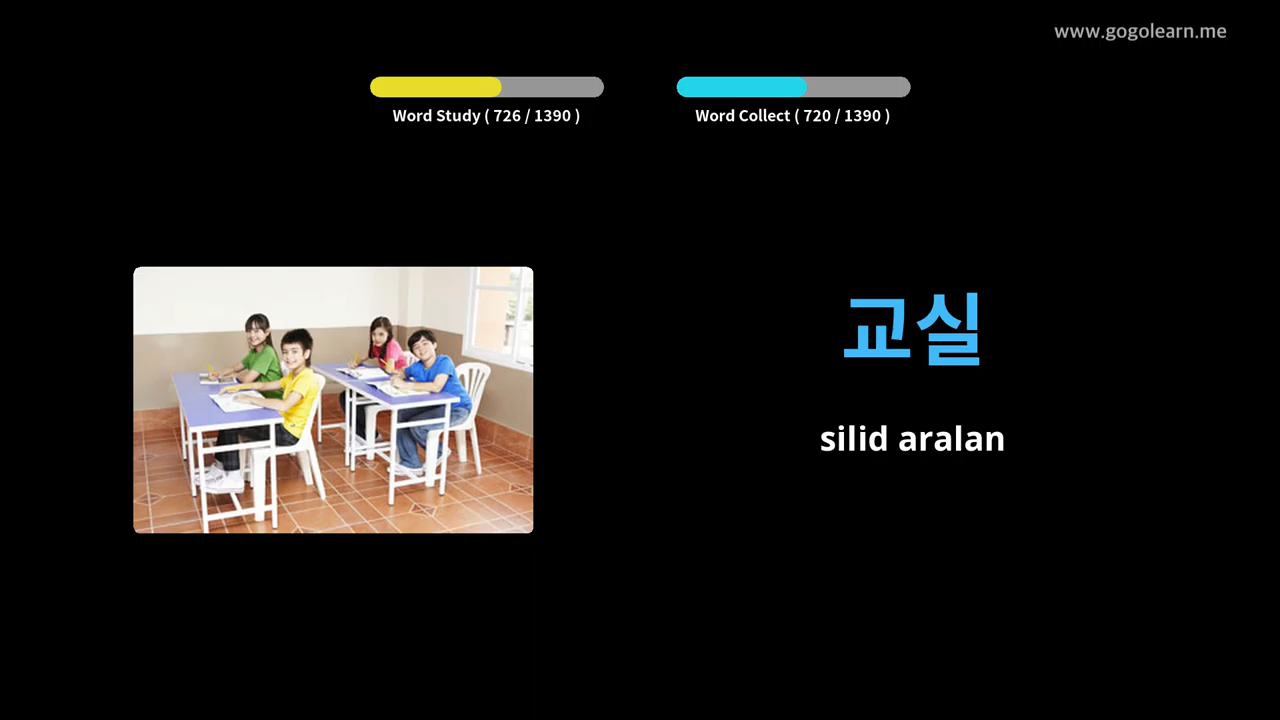 www.gogolearn.me
Word Study ( 726 / 1390 )
Word Collect ( 720 / 1390 )
교실
silid aralan